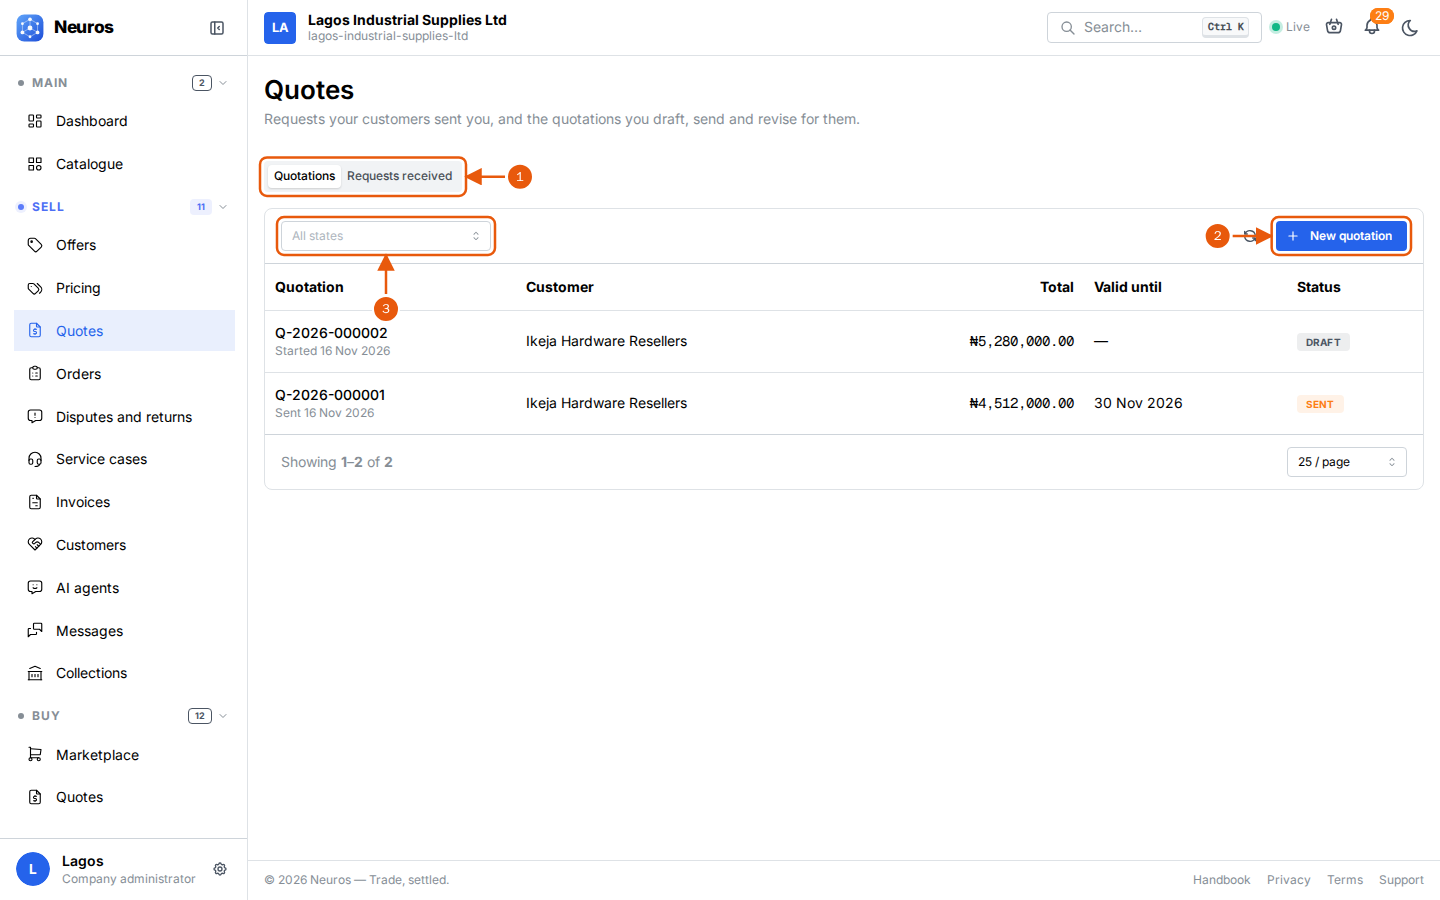 Neuros
LA
Lagos Industrial Supplies Ltd
lagos-industrial-supplies-ltd
Search...
Ctrl K
Live
29
MAIN
2
Dashboard
Catalogue
SELL
11
Offers
Pricing
Quotes
Orders
Disputes and returns
Service cases
Invoices
Customers
AI agents
Messages
Collections
BUY
12
Marketplace
Quotes
L
Lagos
Company administrator
Quotes
Requests your customers sent you, and the quotations you draft, send and revise for them.
Quotations Requests received
1
All states
2
New quotation
3
Quotation Customer Total Valid until Status
Q-2026-000002
Started 16 Nov 2026
Ikeja Hardware Resellers ₦5,280,000.00 — DRAFT
Q-2026-000001
Sent 16 Nov 2026
Ikeja Hardware Resellers ₦4,512,000.00 30 Nov 2026 SENT
Showing 1–2 of 2
25 / page
© 2026 Neuros — Trade, settled.
Handbook Privacy Terms Support